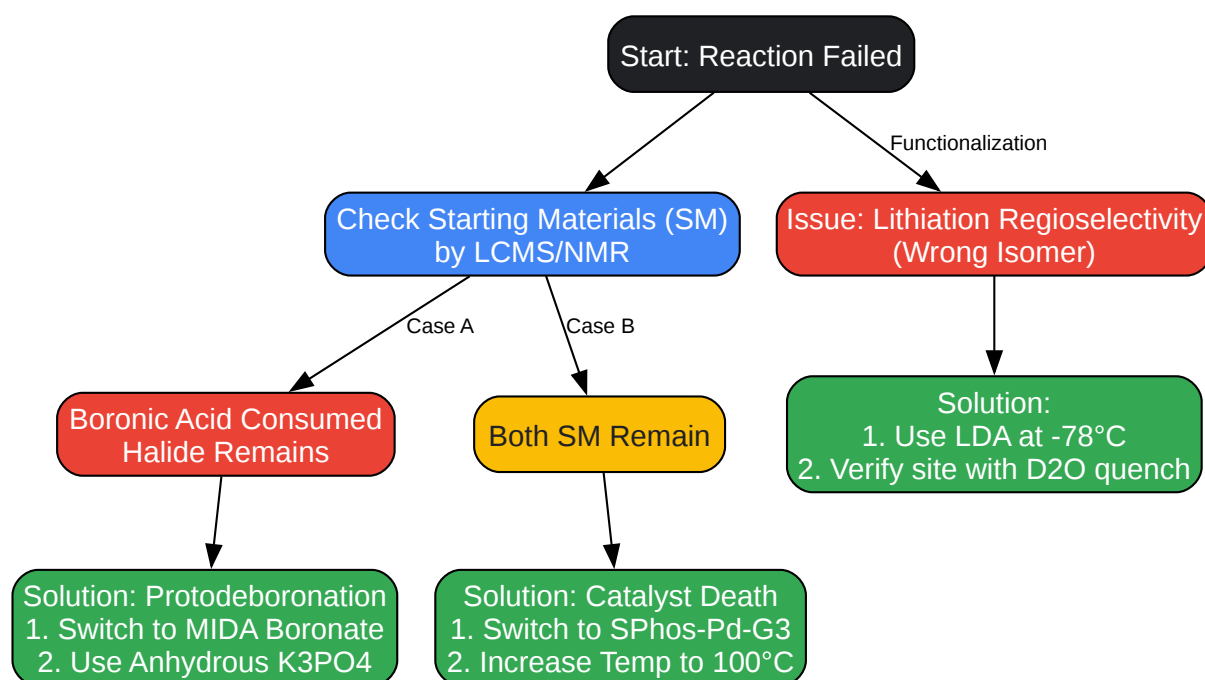 Start: Reaction Failed
Functionalization
Check Starting Materials (SM)
by LCMS/NMR
Issue: Lithiation Regioselectivity
(Wrong Isomer)
Case A
Case B
Boronic Acid Consumed
Halide Remains
Both SM Remain
Solution:
1. Use LDA at -78°C
2. Verify site with D2O quench
Solution: Protodeboronation
1. Switch to MIDA Boronate
2. Use Anhydrous K3PO4
Solution: Catalyst Death
1. Switch to SPhos-Pd-G3
2. Increase Temp to 100°C